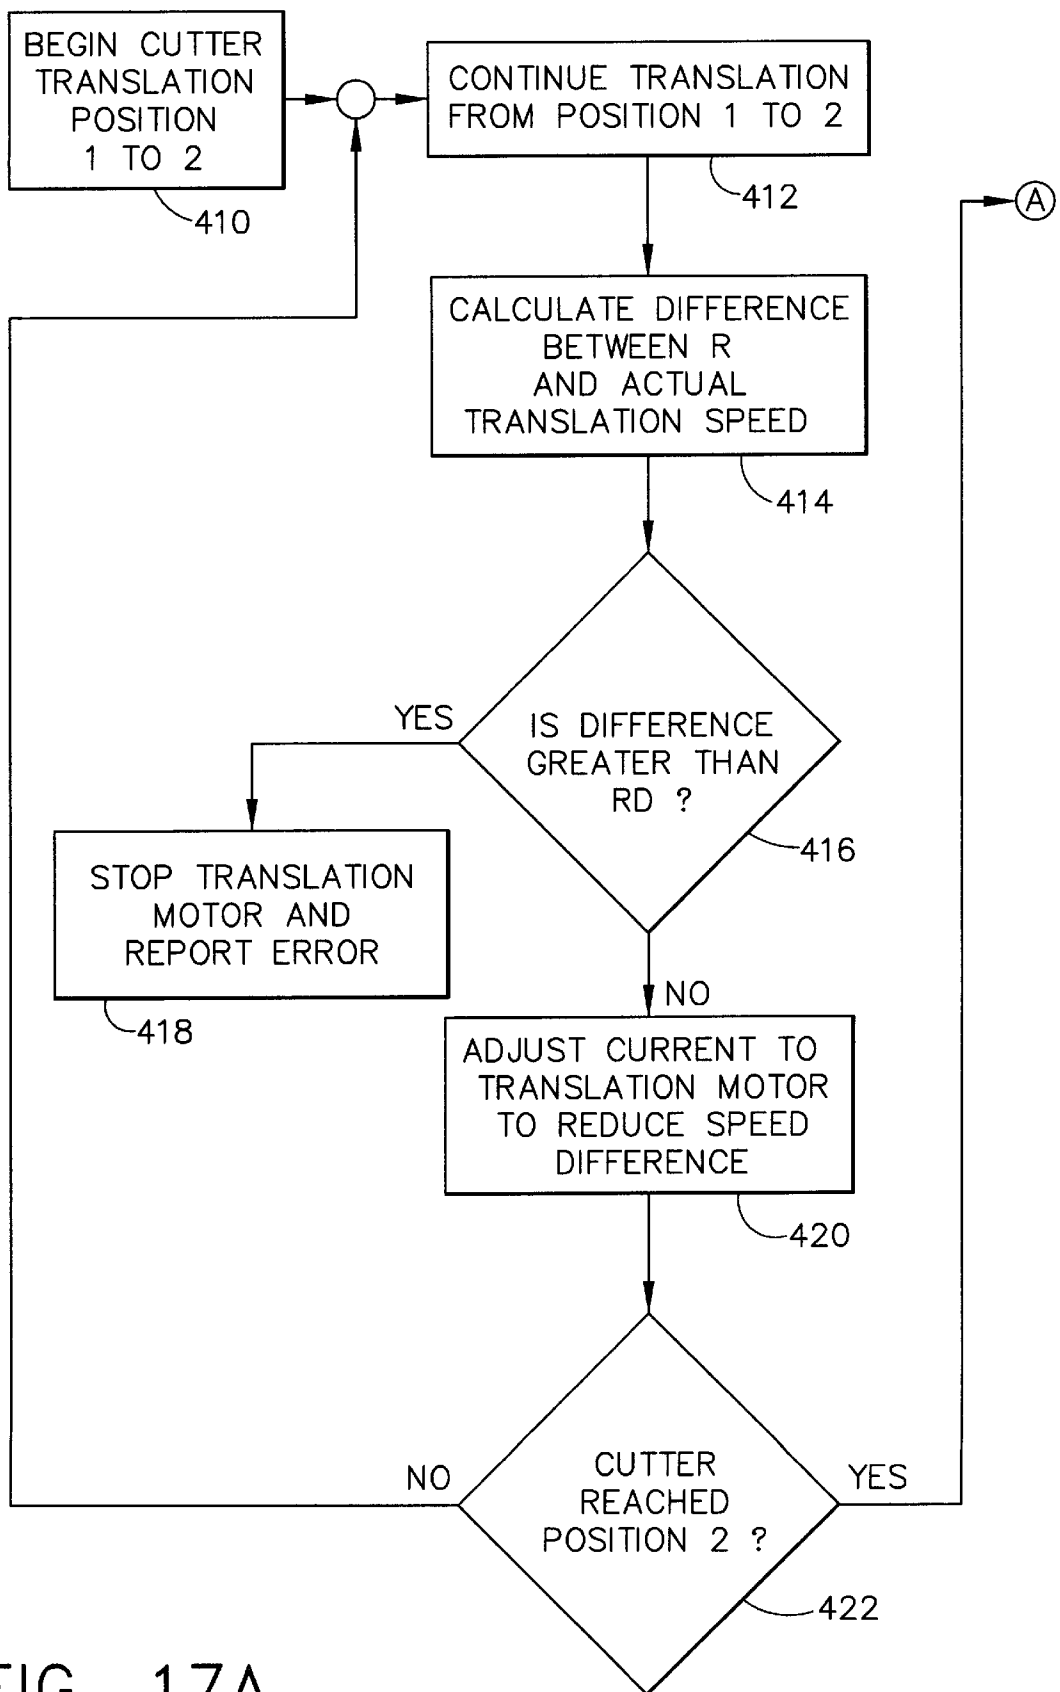 BEGIN CUTTER
TRANSLATION
POSITION
1 TO 2
410
CONTINUE TRANSLATION
FROM POSITION 1 TO 2
412
A
CALCULATE DIFFERENCE
BETWEEN R
AND ACTUAL
TRANSLATION SPEED
414
YES
IS DIFFERENCE
GREATER THAN
RD ?
416
STOP TRANSLATION
MOTOR AND
REPORT ERROR
418
NO
ADJUST CURRENT TO
TRANSLATION MOTOR
TO REDUCE SPEED
DIFFERENCE
420
NO
CUTTER
REACHED
POSITION 2 ?
YES
422
FIG. 17A